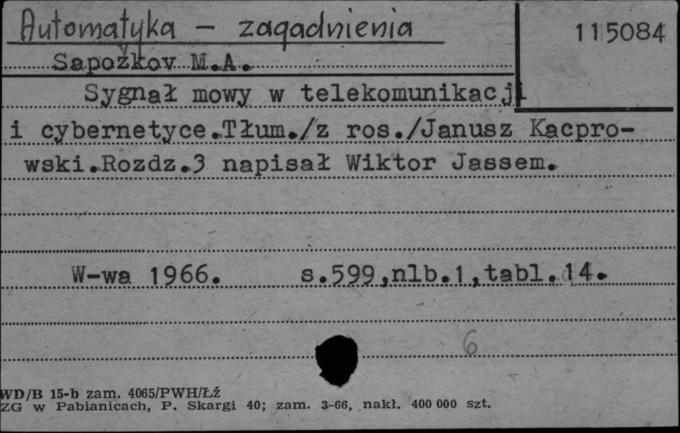 Automatyka - zagadnienia
115084
Sapožkov M.A.
Sygnał mowy w telekomunikacji
i cybernetyce.Tłum./z ros./Janusz Kacpro-
wski.Rozdz.3 napisał Wiktor Jassem.
W-wa 1966. s.599,nlb.1,tabl.14.
6
WD/B 15-b zam. 4065/PWH/Łź
ZG w Pabianicach, P. Skargi 40; zam. 3-66, nakł. 400 000 szt.